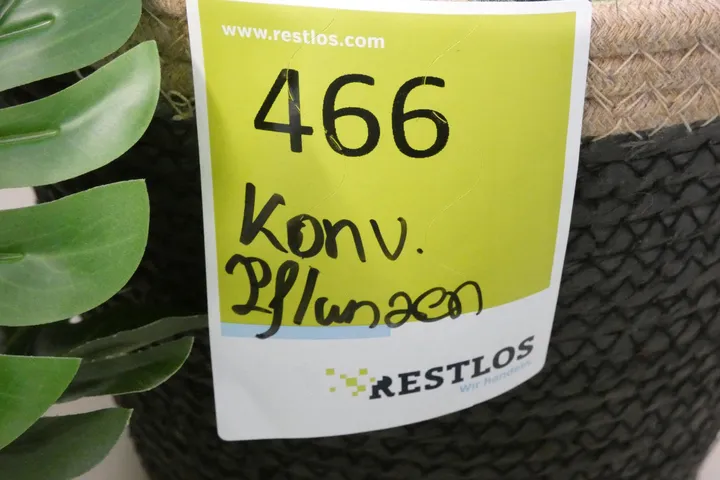 www.restlos.com
466
Konv.
Pflanzen
RESTLOS
Wir handeln.